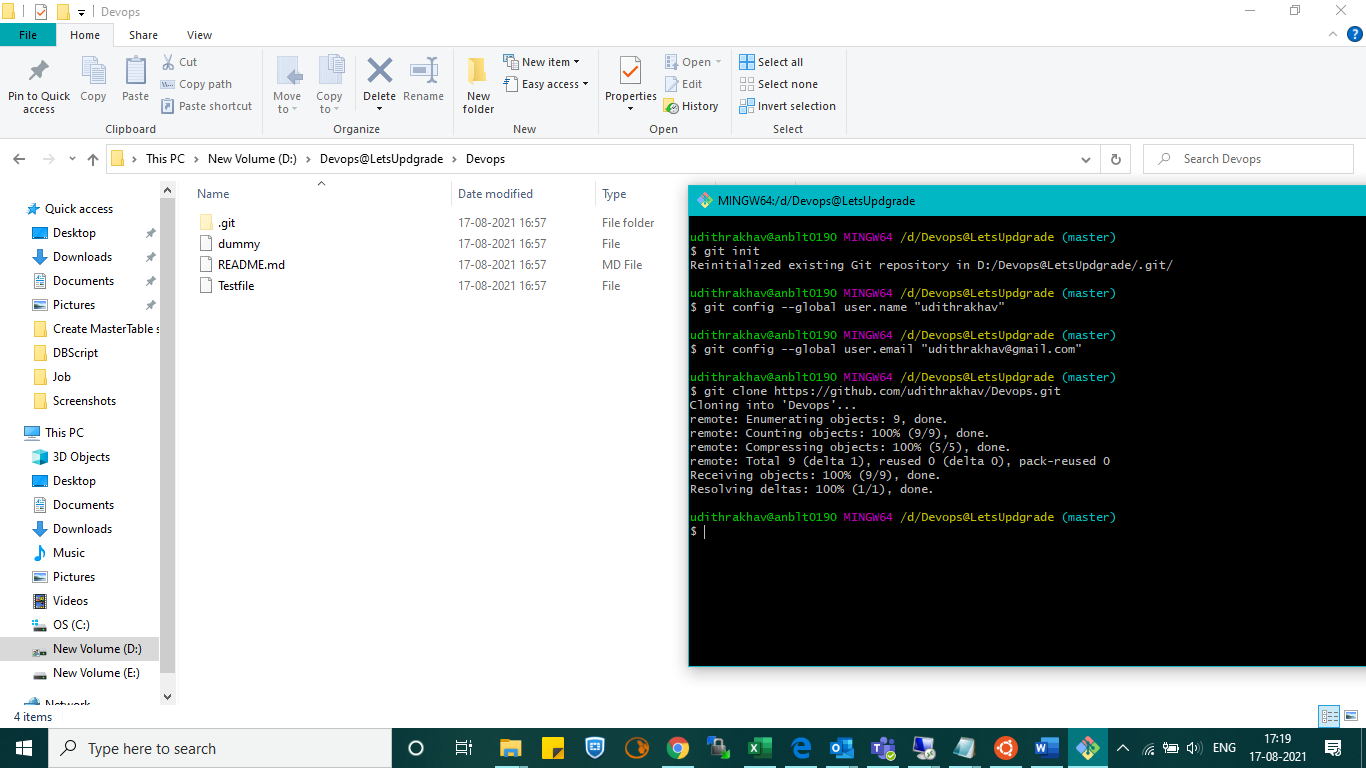 Devops
File Home Share View
Pin to Quick access
Copy
Paste
Cut
Copy path
Paste shortcut
Clipboard
Move to
Copy to
Delete
Rename
Organize
New folder
New item
Easy access
New
Properties
Open
Edit
History
Open
Select all
Select none
Invert selection
Select
This PC > New Volume (D:) > Devops@LetsUpdgrade > Devops
Search Devops
Quick access
Desktop
Downloads
Documents
Pictures
Create MasterTable s
DBScript
Job
Screenshots
This PC
3D Objects
Desktop
Documents
Downloads
Music
Pictures
Videos
OS (C:)
New Volume (D:)
New Volume (E:)
Network
Name Date modified Type
.git 17-08-2021 16:57 File folder
dummy 17-08-2021 16:57 File
README.md 17-08-2021 16:57 MD File
Testfile 17-08-2021 16:57 File
MINGW64:/d/Devops@LetsUpdgrade
udithrakhav@anblt0190 MINGW64 /d/Devops@LetsUpdgrade (master)
$ git init
Reinitialized existing Git repository in D:/Devops@LetsUpdgrade/.git/
udithrakhav@anblt0190 MINGW64 /d/Devops@LetsUpdgrade (master)
$ git config --global user.name "udithrakhav"
udithrakhav@anblt0190 MINGW64 /d/Devops@LetsUpdgrade (master)
$ git config --global user.email "udithrakhav@gmail.com"
udithrakhav@anblt0190 MINGW64 /d/Devops@LetsUpdgrade (master)
$ git clone https://github.com/udithrakhav/Devops.git
Cloning into 'Devops'...
remote: Enumerating objects: 9, done.
remote: Counting objects: 100% (9/9), done.
remote: Compressing objects: 100% (5/5), done.
remote: Total 9 (delta 1), reused 0 (delta 0), pack-reused 0
Receiving objects: 100% (9/9), done.
Resolving deltas: 100% (1/1), done.
udithrakhav@anblt0190 MINGW64 /d/Devops@LetsUpdgrade (master)
$
4 items
Type here to search
ENG
17:19
17-08-2021